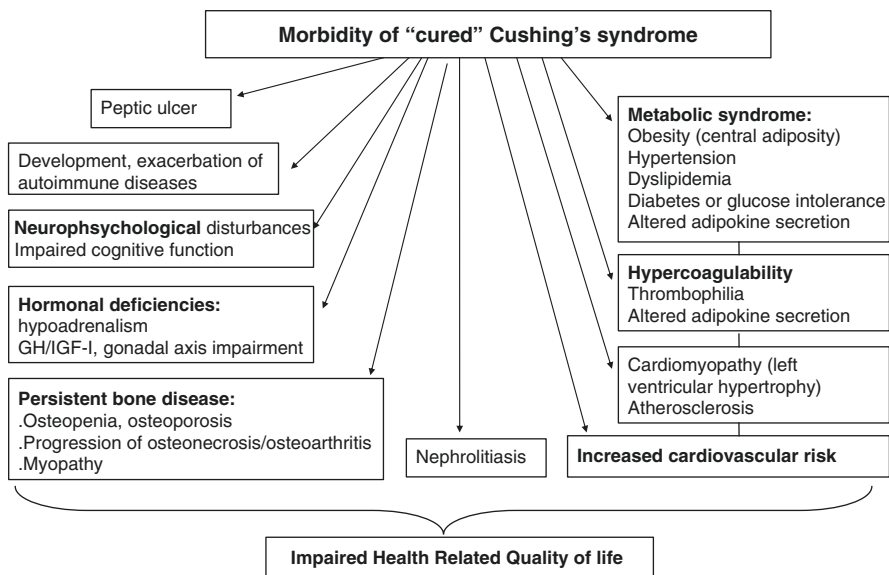 Morbidity of “cured” Cushing’s syndrome
Peptic ulcer
Development, exacerbation of
autoimmune diseases
Neurophsychological disturbances
Impaired cognitive function
Hormonal deficiencies:
hypoadrenalism
GH/IGF-I, gonadal axis impairment
Persistent bone disease:
.Osteopenia, osteoporosis
.Progression of osteonecrosis/osteoarthritis
.Myopathy
Nephrolitiasis
Metabolic syndrome:
Obesity (central adiposity)
Hypertension
Dyslipidemia
Diabetes or glucose intolerance
Altered adipokine secretion
Hypercoagulability
Thrombophilia
Altered adipokine secretion
Cardiomyopathy (left
ventricular hypertrophy)
Atherosclerosis
Increased cardiovascular risk
Impaired Health Related Quality of life